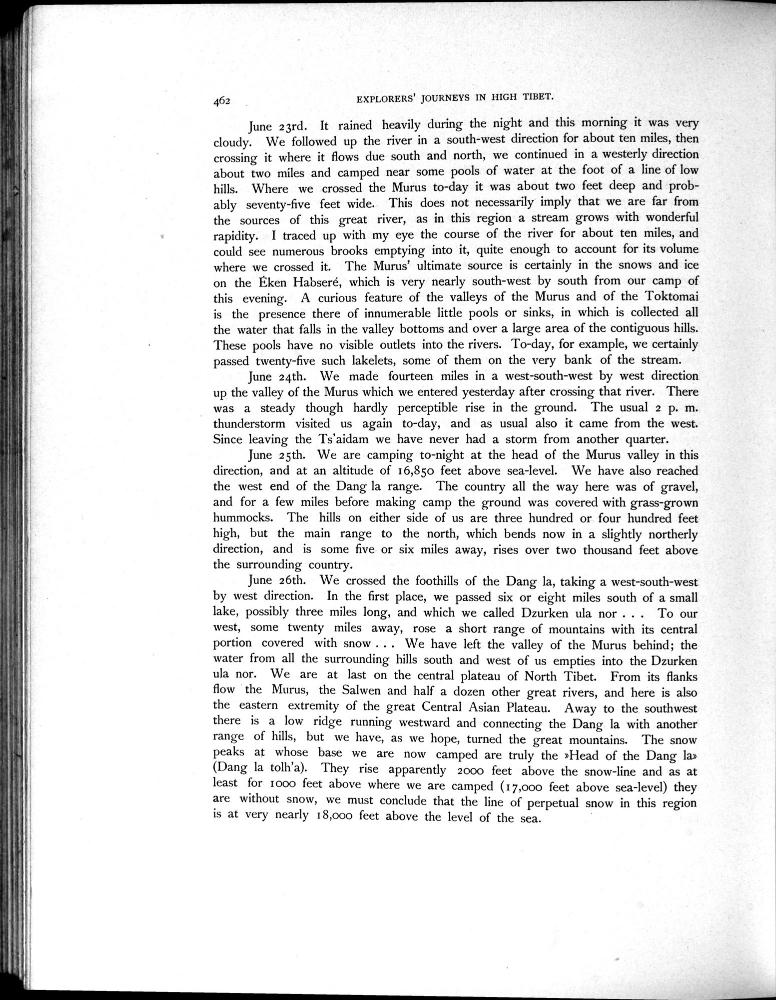 462 EXPLORERS' JOURNEYS IN HIGH TIBET.
June 23rd. It rained heavily during the night and this morning it was very
cloudy. We followed up the river in a south-west direction for about ten miles, then
crossing it where it flows due south and north, we continued in a westerly direction
about two miles and camped near some pools of water at the foot of a line of low
hills. Where we crossed the Murus to-day it was about two feet deep and prob-
ably seventy-five feet wide. This does not necessarily imply that we are far from
the sources of this great river, as in this region a stream grows with wonderful
rapidity. I traced up with my eye the course of the river for about ten miles, and
could see numerous brooks emptying into it, quite enough to account for its volume
where we crossed it. The Murus' ultimate source is certainly in the snows and ice
on the Éken Habseré, which is very nearly south-west by south from our camp of
this evening. A curious feature of the valleys of the Murus and of the Toktomai
is the presence there of innumerable little pools or sinks, in which is collected all
the water that falls in the valley bottoms and over a large area of the contiguous hills.
These pools have no visible outlets into the rivers. To-day, for example, we certainly
passed twenty-five such lakelets, some of them on the very bank of the stream.
June 24th. We made fourteen miles in a west-south-west by west direction
up the valley of the Murus which we entered yesterday after crossing that river. There
was a steady though hardly perceptible rise in the ground. The usual 2 p. m.
thunderstorm visited us again to-day, and as usual also it came from the west.
Since leaving the Ts'aidam we have never had a storm from another quarter.
June 25th. We are camping to-night at the head of the Murus valley in this
direction, and at an altitude of 16,850 feet above sea-level. We have also reached
the west end of the Dang la range. The country all the way here was of gravel,
and for a few miles before making camp the ground was covered with grass-grown
hummocks. The hills on either side of us are three hundred or four hundred feet
high, but the main range to the north, which bends now in a slightly northerly
direction, and is some five or six miles away, rises over two thousand feet above
the surrounding country.
June 26th. We crossed the foothills of the Dang la, taking a west-south-west
by west direction. In the first place, we passed six or eight miles south of a small
lake, possibly three miles long, and which we called Dzurken ula nor . . . To our
west, some twenty miles away, rose a short range of mountains with its central
portion covered with snow . . . We have left the valley of the Murus behind; the
water from all the surrounding hills south and west of us empties into the Dzurken
ula nor. We are at last on the central plateau of North Tibet. From its flanks
flow the Murus, the Salwen and half a dozen other great rivers, and here is also
the eastern extremity of the great Central Asian Plateau. Away to the southwest
there is a low ridge running westward and connecting the Dang la with another
range of hills, but we have, as we hope, turned the great mountains. The snow
peaks at whose base we are now camped are truly the »Head of the Dang la»
(Dang la tolh'a). They rise apparently 2000 feet above the snow-line and as at
least for 1000 feet above where we are camped (17,000 feet above sea-level) they
are without snow, we must conclude that the line of perpetual snow in this region
is at very nearly 18,000 feet above the level of the sea.